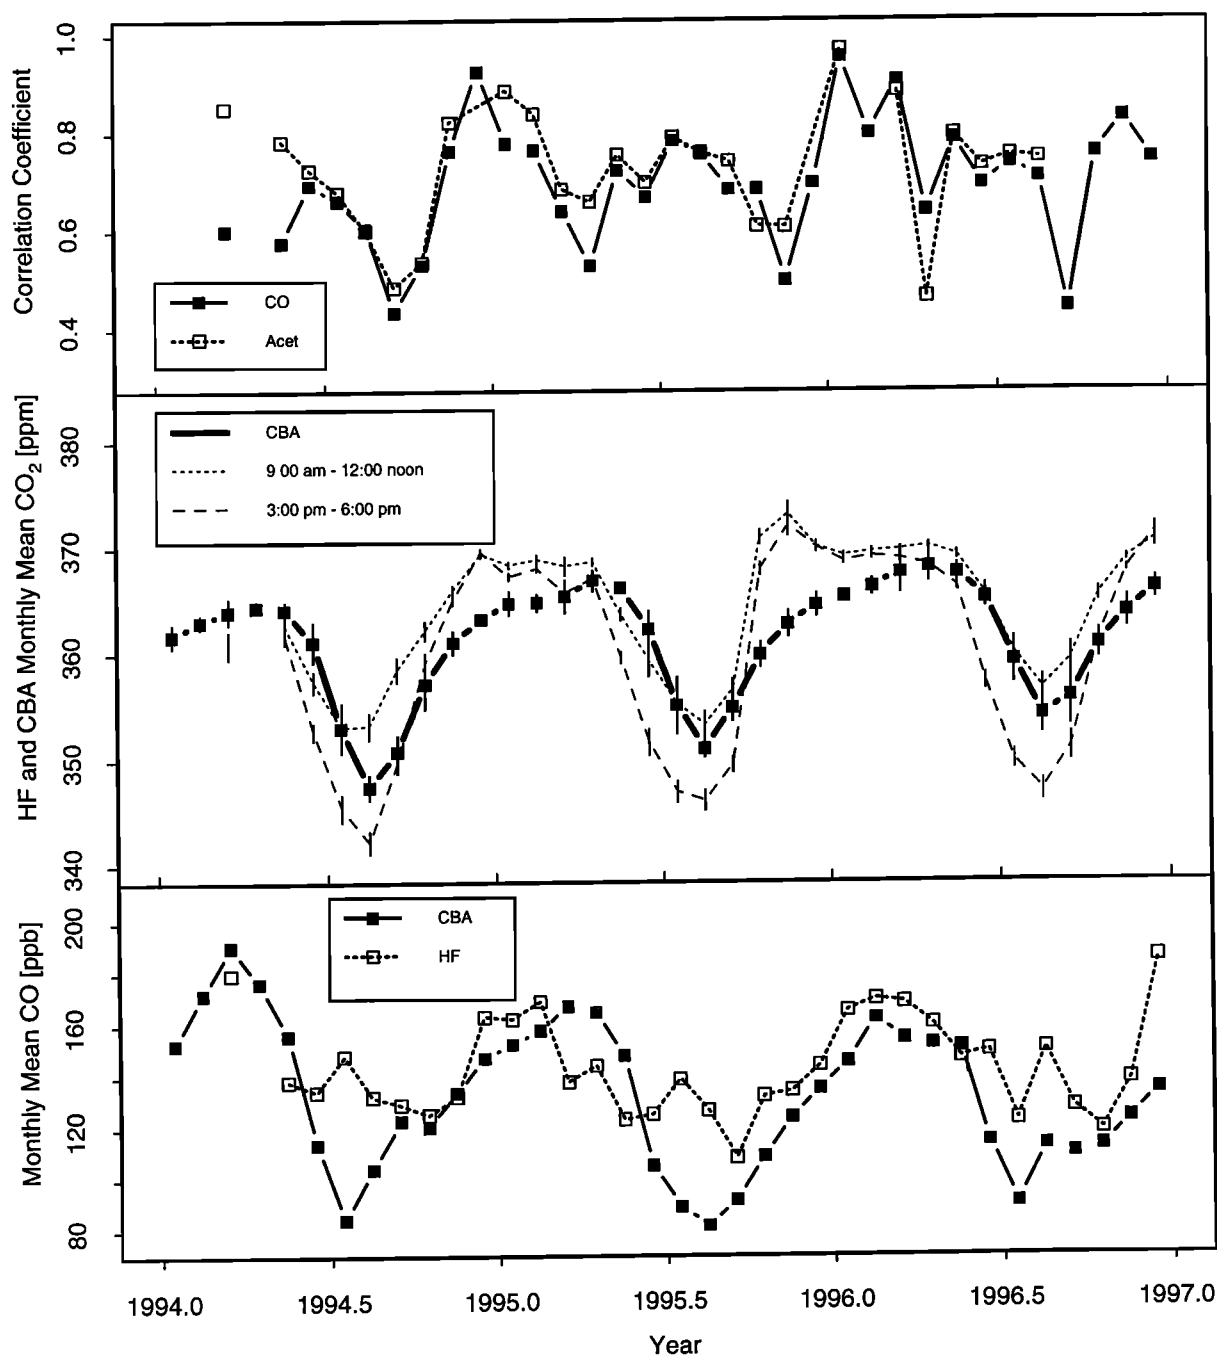 Correlation Coefficient
1.0
0.8
0.6
0.4
CO
Acet
HF and CBA Monthly Mean CO2 [ppm]
380
370
360
350
340
CBA
9 00 am - 12:00 noon
3:00 pm - 6:00 pm
Monthly Mean CO [ppb]
200
160
120
80
CBA
HF
1994.0 1994.5 1995.0 1995.5 1996.0 1996.5 1997.0
Year